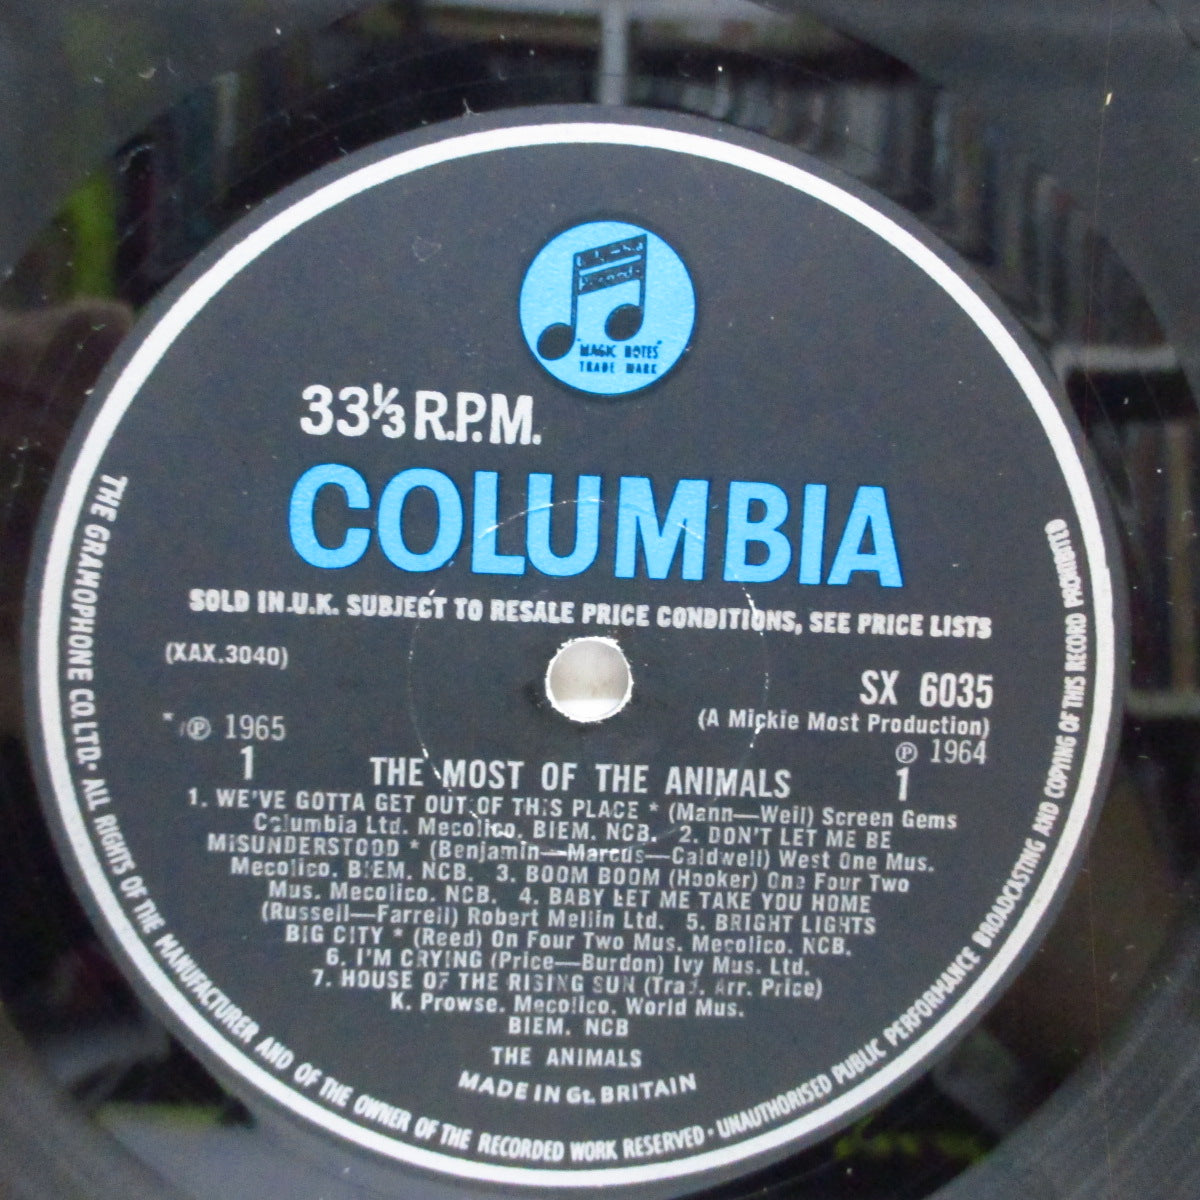 "MAGIC NOTES"
TRADE MARK
33⅓ R.P.M.
COLUMBIA
SOLD IN U.K. SUBJECT TO RESALE PRICE CONDITIONS, SEE PRICE LISTS
(XAX.3040)
SX 6035
(A Mickie Most Production)
* ℗ 1965
℗ 1964
1
1
THE MOST OF THE ANIMALS
1. WE'VE GOTTA GET OUT OF THIS PLACE * (Mann—Weil) Screen Gems
Columbia Ltd. Mecolico. BIEM. NCB. 2. DON'T LET ME BE
MISUNDERSTOOD * (Benjamin—Marcus—Caldwell) West One Mus.
Mecolico. BIEM. NCB. 3. BOOM BOOM (Hooker) One Four Two
Mus. Mecolico. NCB. 4. BABY LET ME TAKE YOU HOME
(Russell—Farrell) Robert Mellin Ltd. 5. BRIGHT LIGHTS
BIG CITY * (Reed) On Four Two Mus. Mecolico. NCB.
6. I'M CRYING (Price—Burdon) Ivy Mus. Ltd.
7. HOUSE OF THE RISING SUN (Trad. Arr. Price)
K. Prowse. Mecolico. World Mus.
BIEM. NCB
THE ANIMALS
MADE IN Gt. BRITAIN
THE GRAMOPHONE CO. LTD. · ALL RIGHTS OF THE MANUFACTURER AND OF THE OWNER OF THE RECORDED WORK RESERVED · UNAUTHORISED PUBLIC PERFORMANCE BROADCASTING AND COPYING OF THIS RECORD PROHIBITED